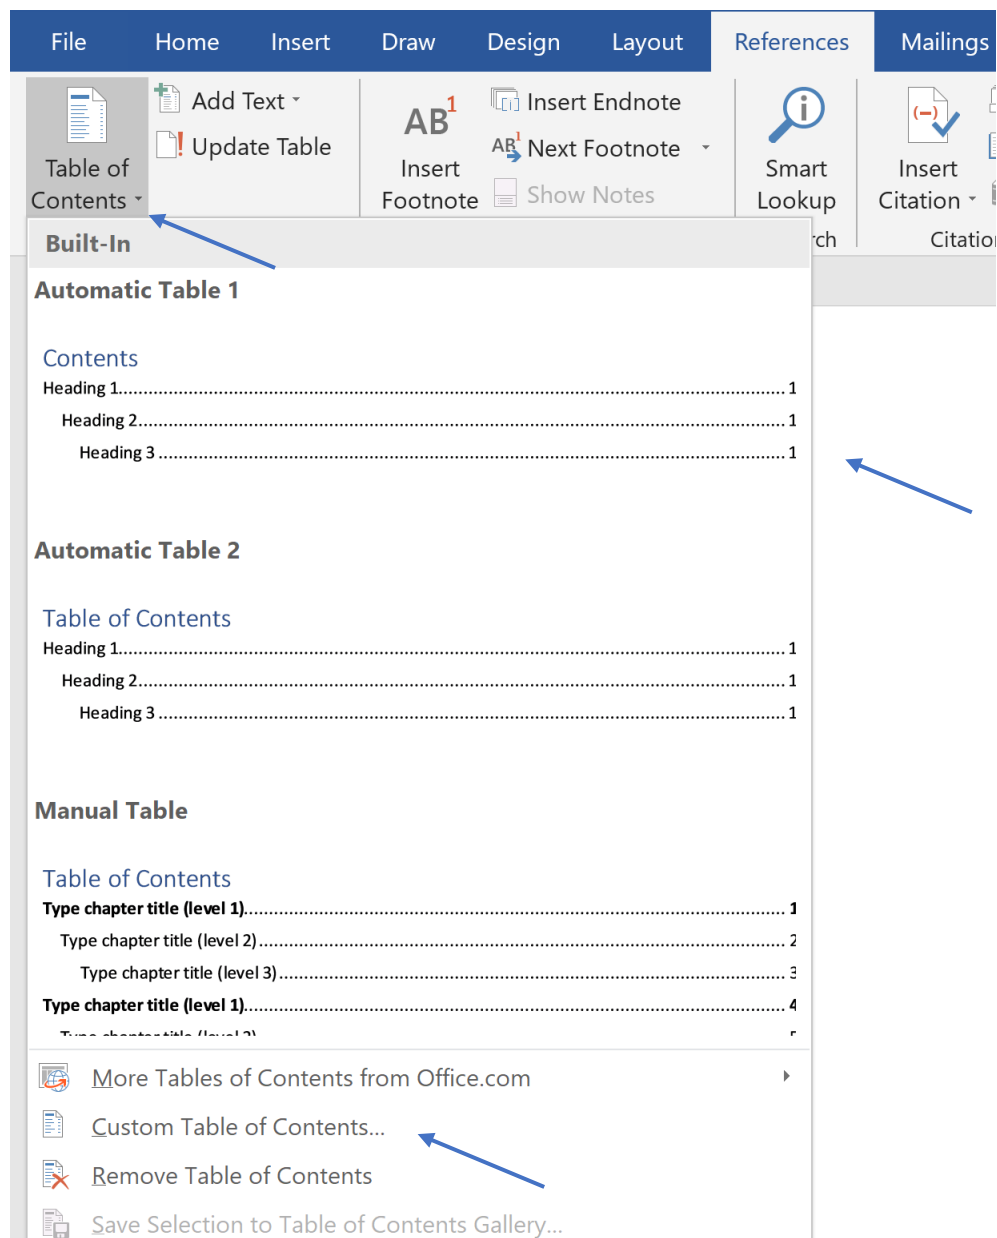 File Home Insert Draw Design Layout References Mailings
Add Text
Update Table
Table of
Contents
AB1
Insert
Footnote
Insert Endnote
AB1 Next Footnote
Show Notes
Smart
Lookup
(-)
Insert
Citation
Built-In
Automatic Table 1
Contents
Heading 1........................................................................ 1
Heading 2........................................................................ 1
Heading 3 ........................................................................ 1
Automatic Table 2
Table of Contents
Heading 1........................................................................ 1
Heading 2........................................................................ 1
Heading 3 ........................................................................ 1
Manual Table
Table of Contents
Type chapter title (level 1)........................................................................ 1
Type chapter title (level 2)........................................................................ 2
Type chapter title (level 3)........................................................................ 3
Type chapter title (level 1)........................................................................ 4
More Tables of Contents from Office.com
Custom Table of Contents...
Remove Table of Contents
Save Selection to Table of Contents Gallery...